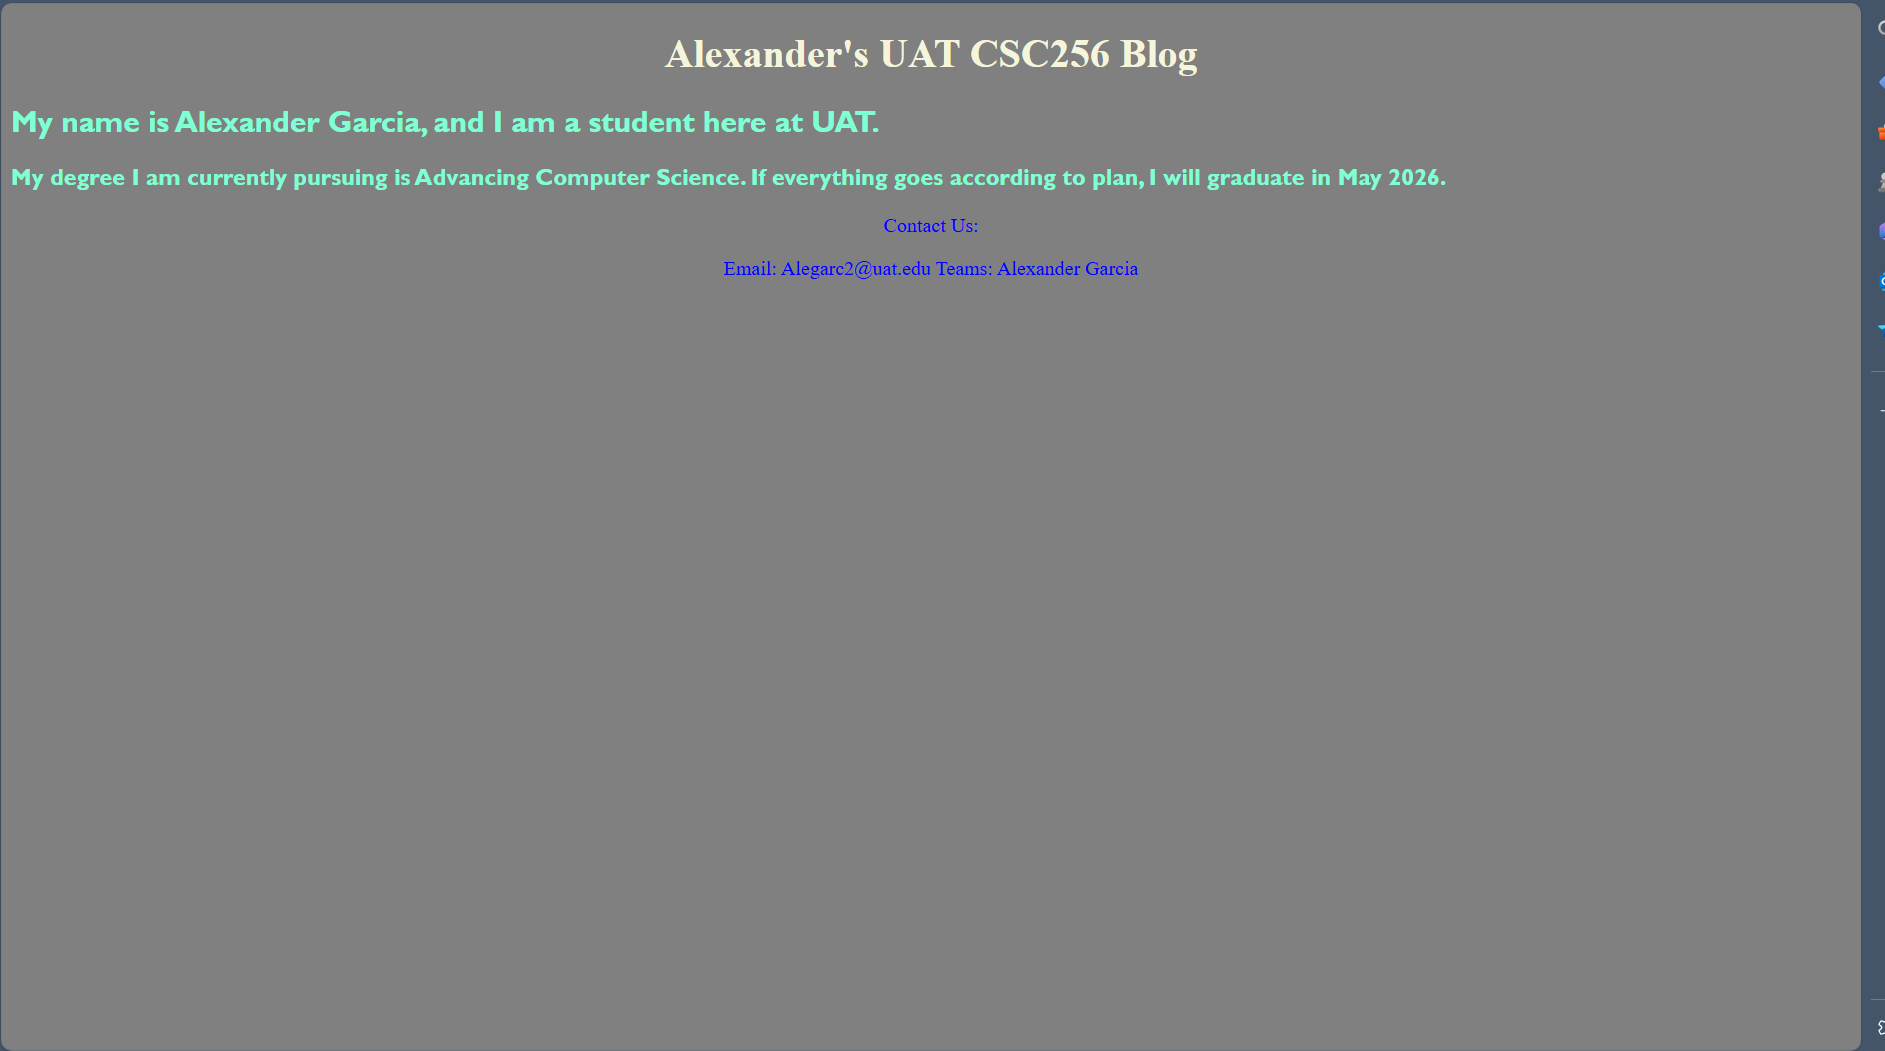 Alexander's UAT CSC256 Blog
My name is Alexander Garcia, and I am a student here at UAT.
My degree I am currently pursuing is Advancing Computer Science. If everything goes according to plan, I will graduate in May 2026.
Contact Us:
Email: Alegarc2@uat.edu Teams: Alexander Garcia